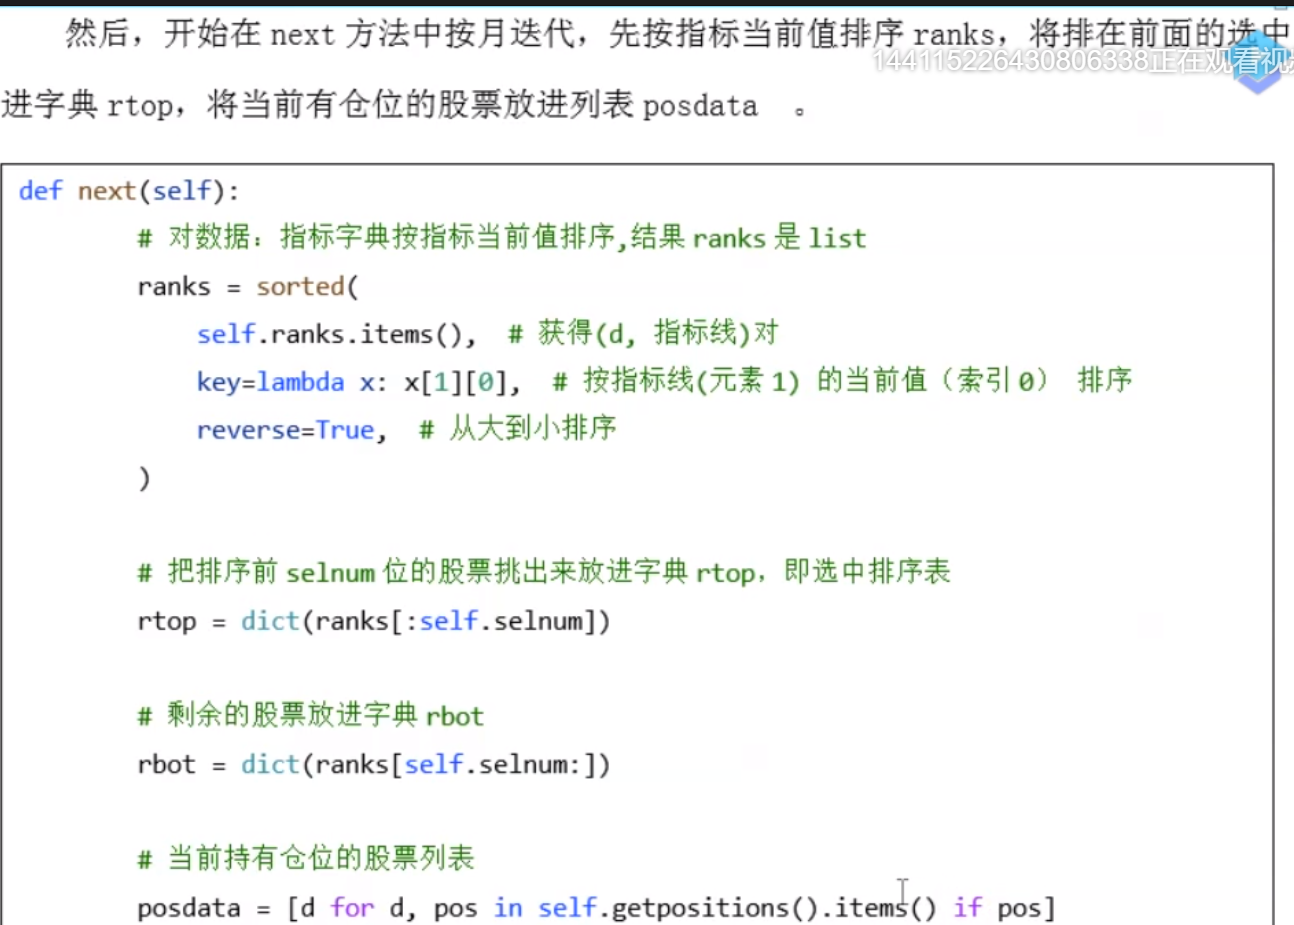 然后，开始在 next 方法中按月迭代，先按指标当前值排序 ranks，将排在前面的选中
144115226430806338正在观看视
进字典 rtop，将当前有仓位的股票放进列表 posdata 。
def next(self):
# 对数据：指标字典按指标当前值排序,结果 ranks 是 list
ranks = sorted(
self.ranks.items(), # 获得(d, 指标线)对
key=lambda x: x[1][0], # 按指标线(元素 1) 的当前值（索引 0） 排序
reverse=True, # 从大到小排序
)
# 把排序前 selnum 位的股票挑出来放进字典 rtop，即选中排序表
rtop = dict(ranks[:self.selnum])
# 剩余的股票放进字典 rbot
rbot = dict(ranks[self.selnum:])
# 当前持有仓位的股票列表
posdata = [d for d, pos in self.getpositions().items() if pos]